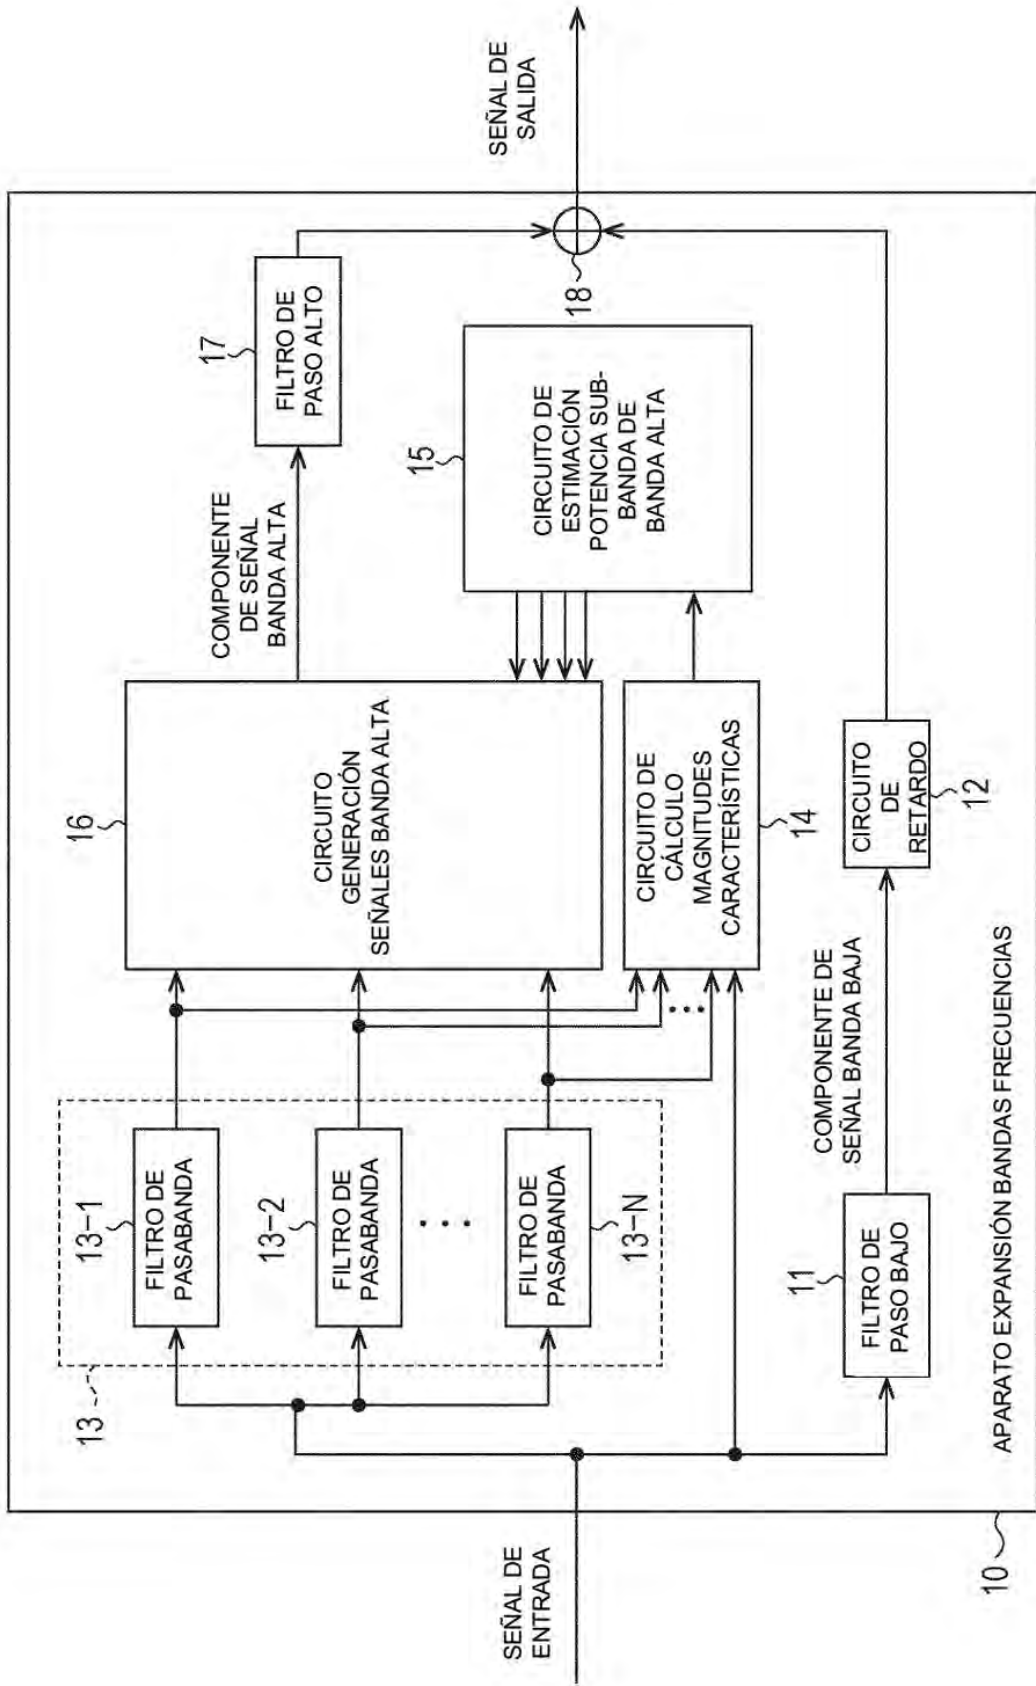 SEÑAL DE
ENTRADA
10
APARATO EXPANSIÓN BANDAS FRECUENCIAS
13
13-1
FILTRO DE
PASABANDA
13-2
FILTRO DE
PASABANDA
. . .
FILTRO DE
PASABANDA
13-N
11
FILTRO DE
PASO BAJO
COMPONENTE DE
SEÑAL BANDA BAJA
CIRCUITO
DE
RETARDO
12
16
CIRCUITO
GENERACIÓN
SEÑALES BANDA ALTA
. . .
CIRCUITO DE
CÁLCULO
MAGNITUDES
CARACTERÍSTICAS
14
15
CIRCUITO DE
ESTIMACIÓN
POTENCIA SUB-
BANDA DE
BANDA ALTA
COMPONENTE
DE SEÑAL
BANDA ALTA
17
FILTRO DE
PASO ALTO
18
SEÑAL DE
SALIDA